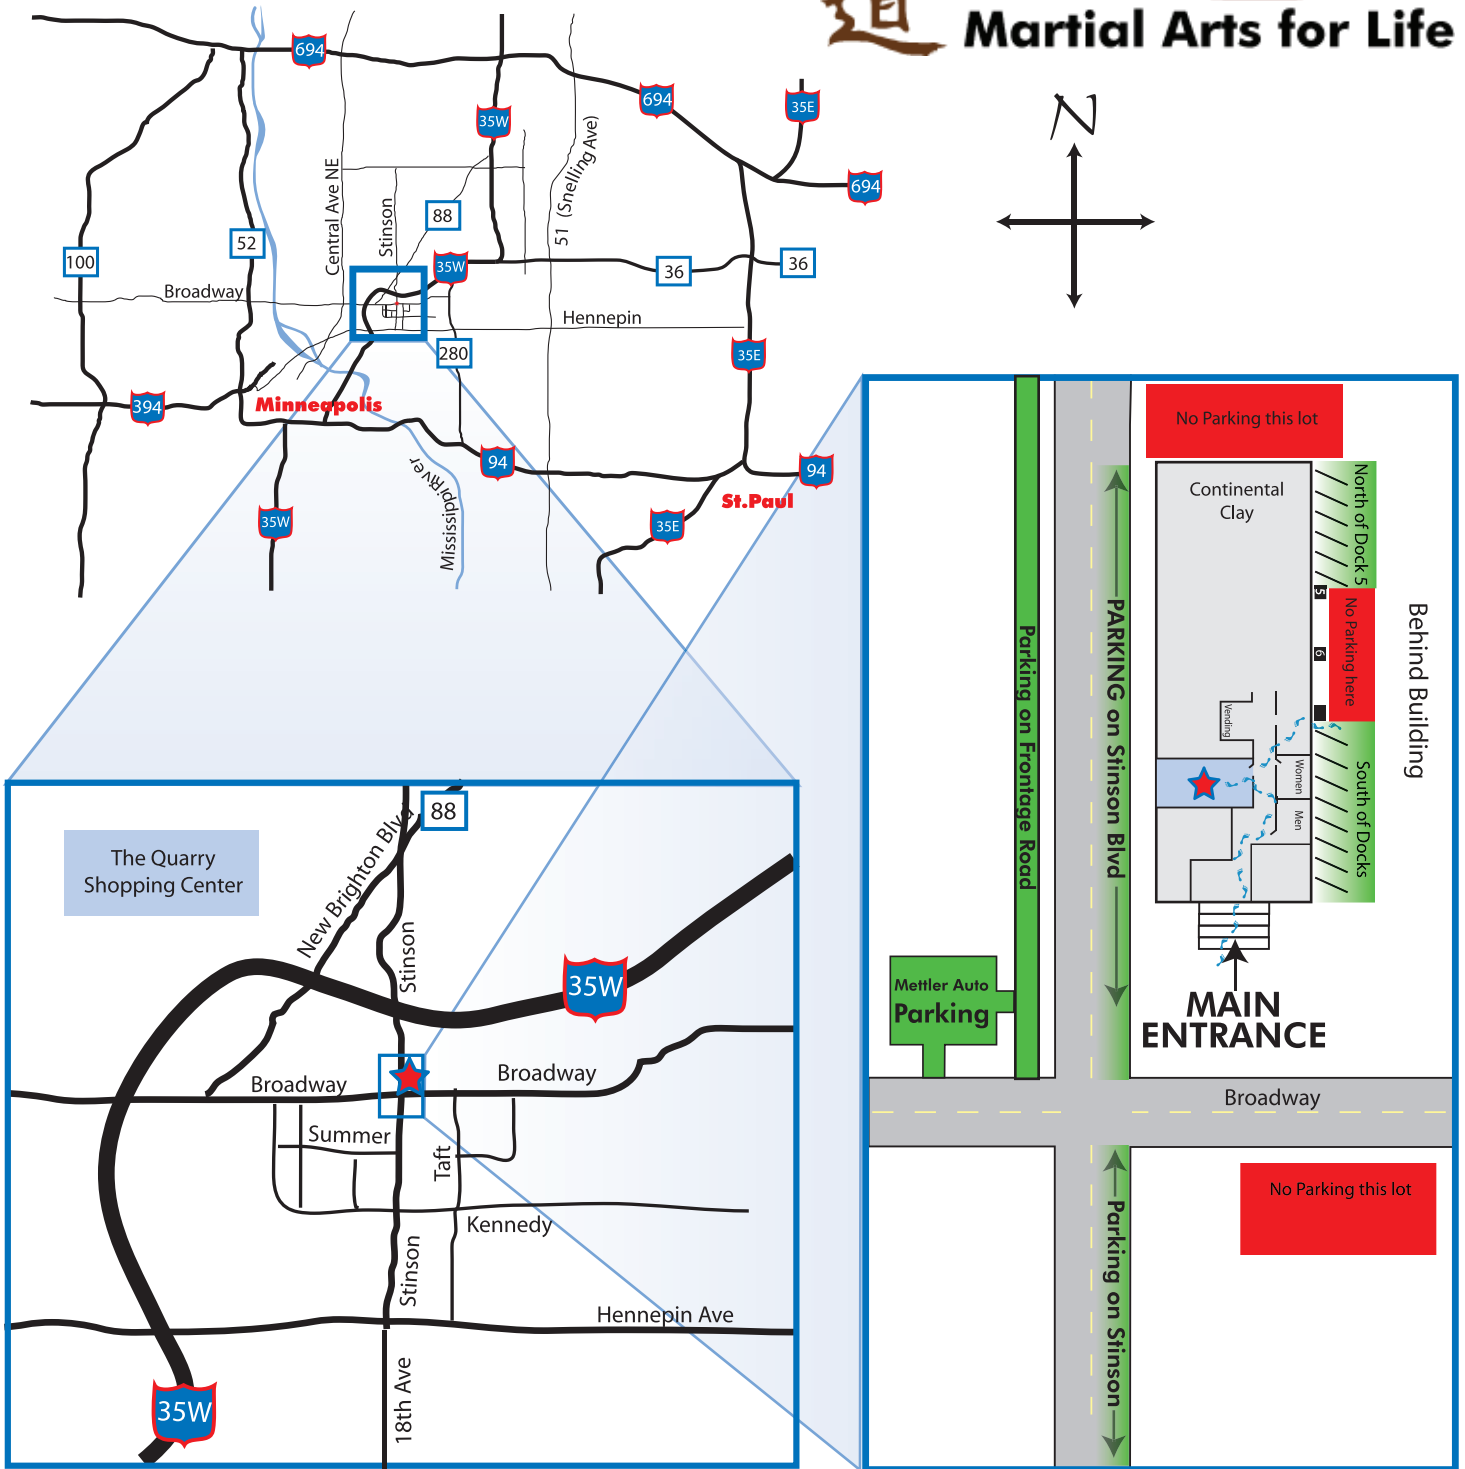 Martial Arts for Life
N
694
694
35E
694
35W
Central Ave NE
Stinson
51 (Snelling Ave)
88
52
100
35W
36
36
Broadway
Hennepin
280
35E
394
Minneapolis
94
94
St.Paul
Mississippi River
35W
35E
88
New Brighton Blvd
The Quarry
Shopping Center
Stinson
35W
Broadway
Broadway
Summer
Taft
Kennedy
Stinson
Hennepin Ave
18th Ave
35W
No Parking this lot
Continental
Clay
North of Dock 5
5
No Parking here
6
Behind Building
Parking on Frontage Road
PARKING on Stinson Blvd
Vending
Women
Men
South of Docks
Mettler Auto
Parking
MAIN
ENTRANCE
Broadway
No Parking this lot
Parking on Stinson